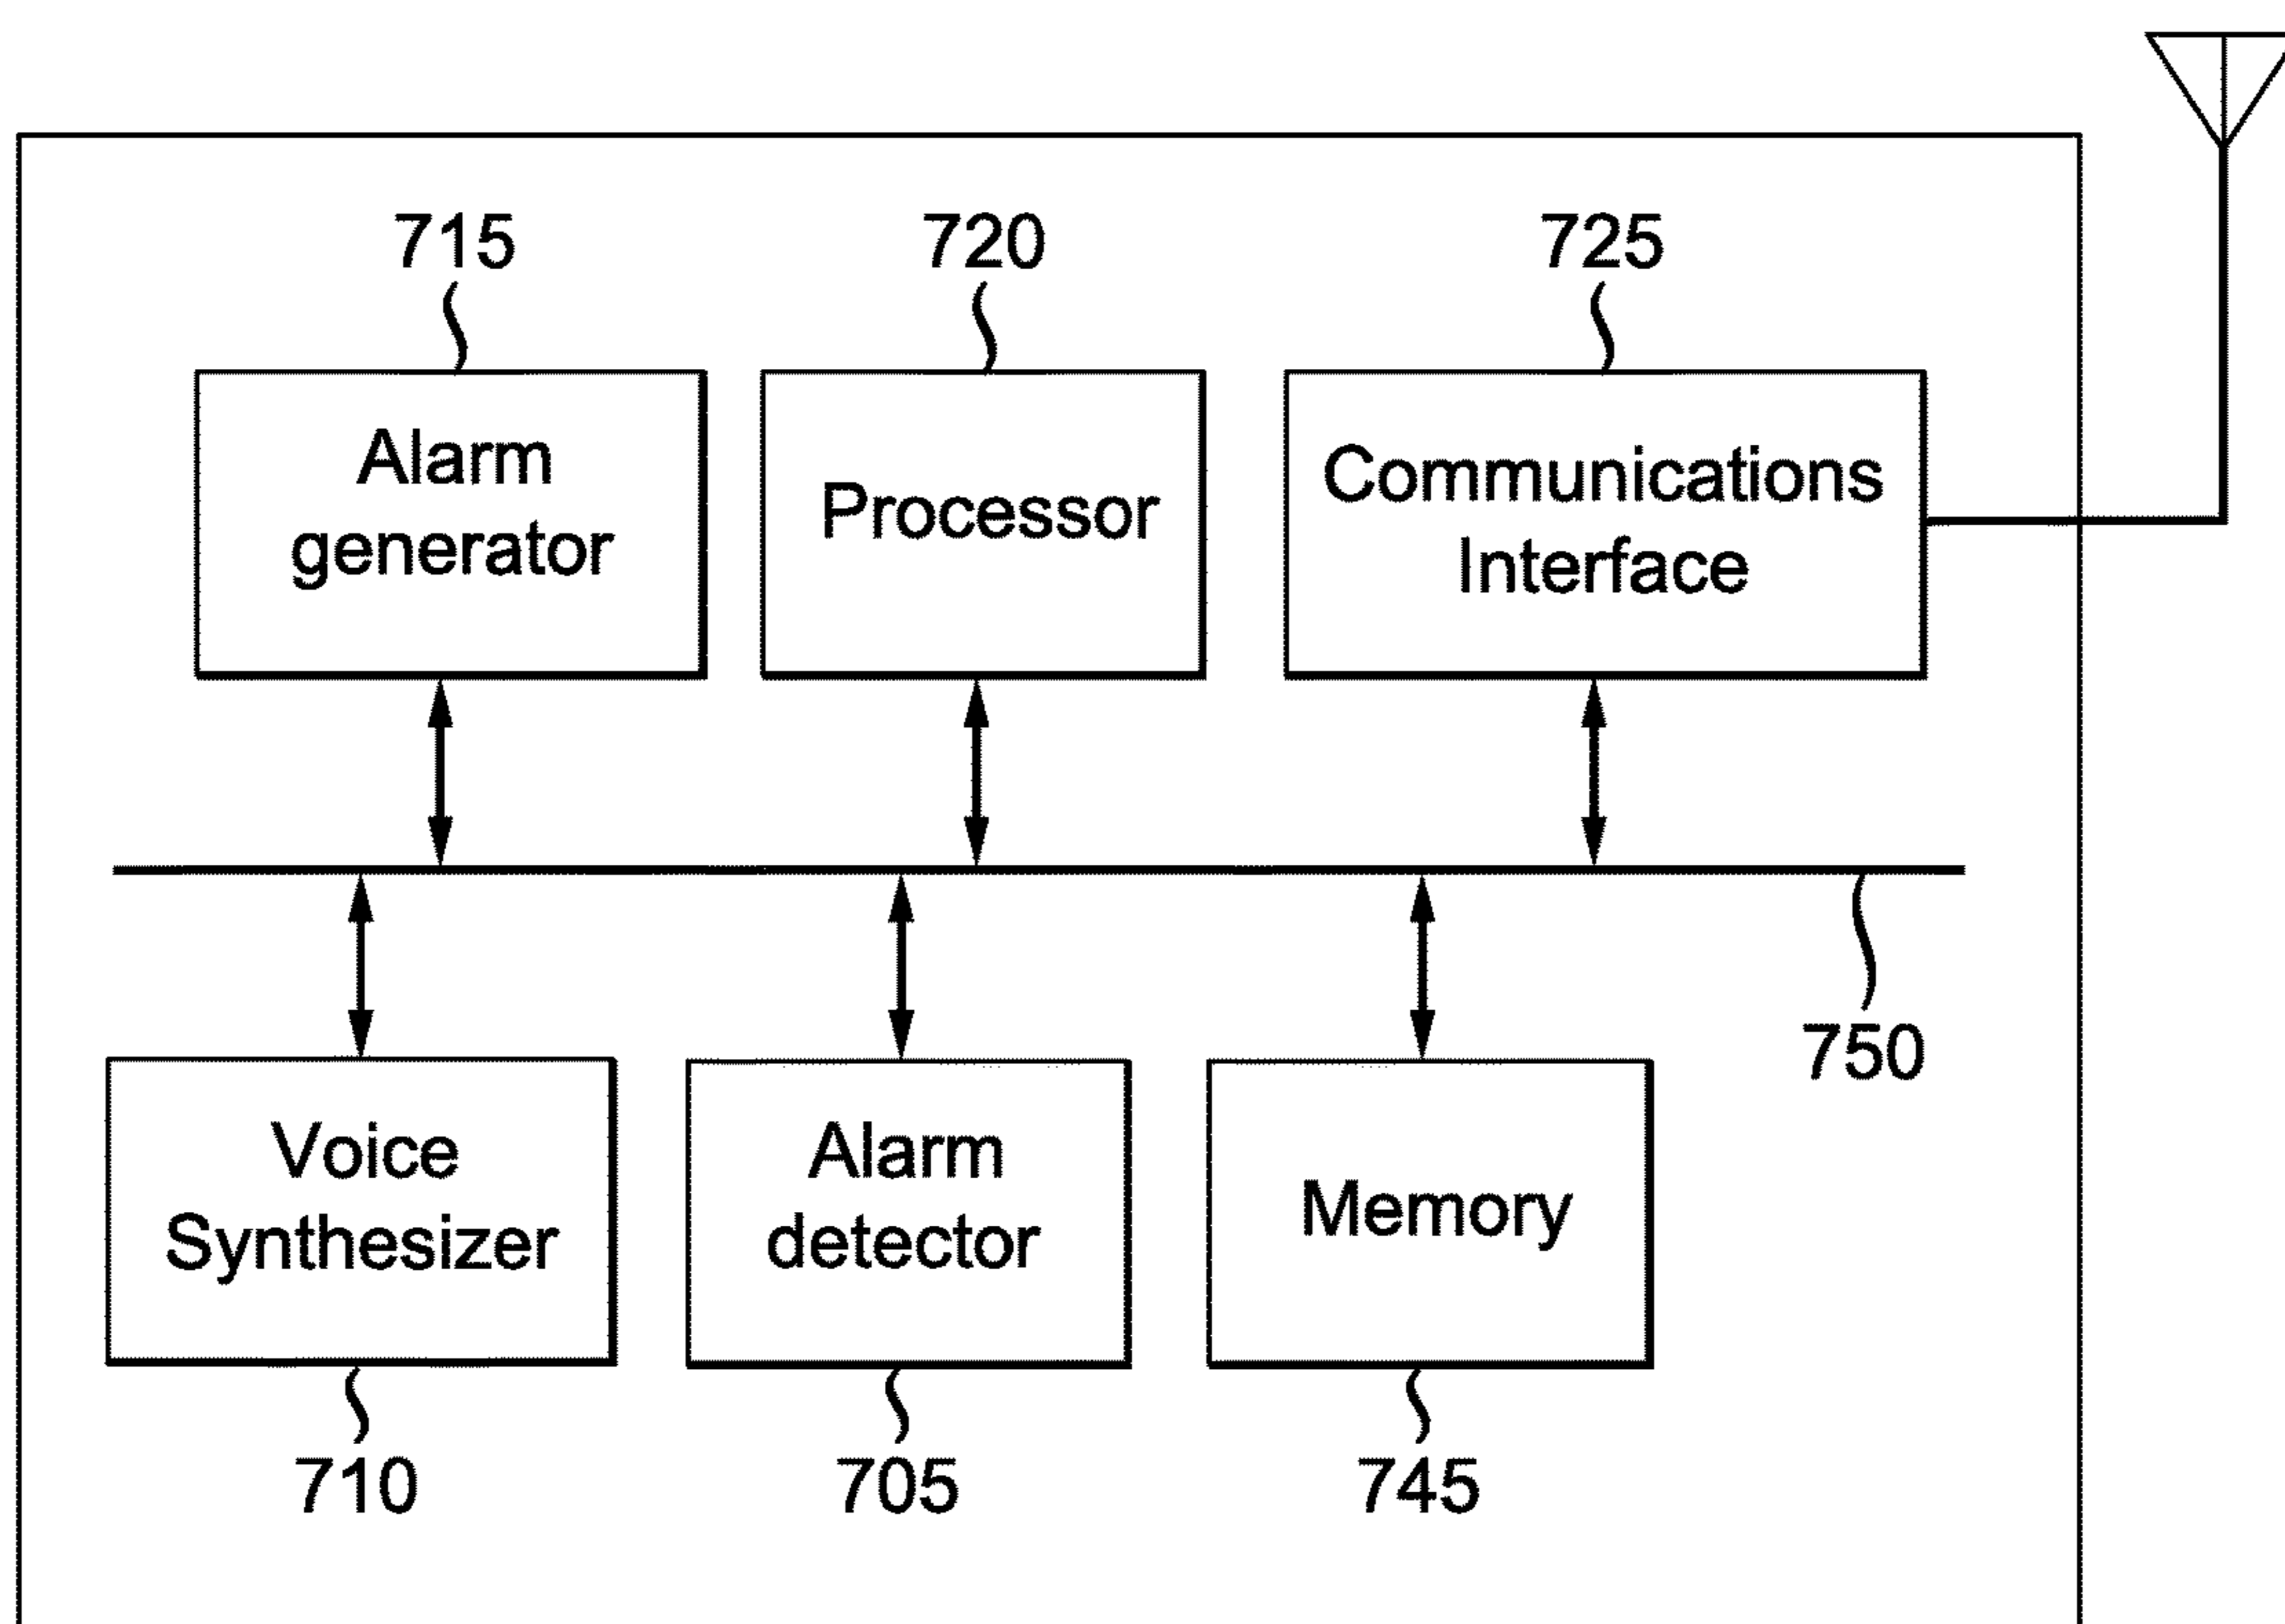 715
720
725
Alarm
generator
Processor
Communications
Interface
750
Voice
Synthesizer
Alarm
detector
Memory
710
705
745